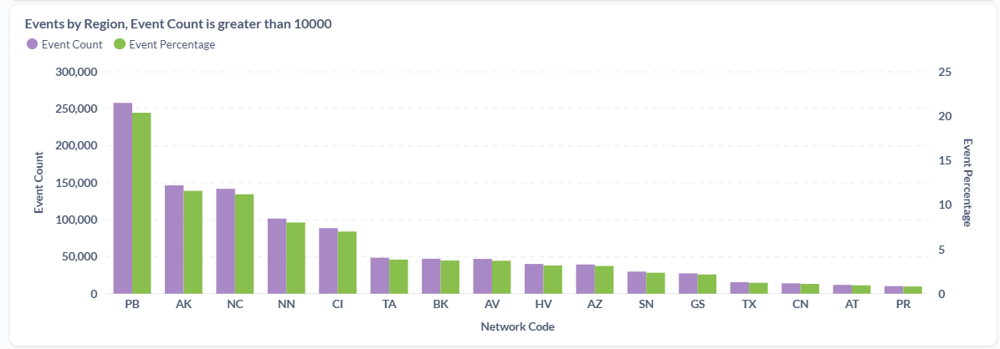 Events by Region, Event Count is greater than 10000
Event Count Event Percentage
300,000
250,000
200,000
150,000
100,000
50,000
0
Event Count
25
20
15
10
5
0
Event Percentage
PB AK NC NN CI TA BK AV HV AZ SN GS TX CN AT PR
Network Code